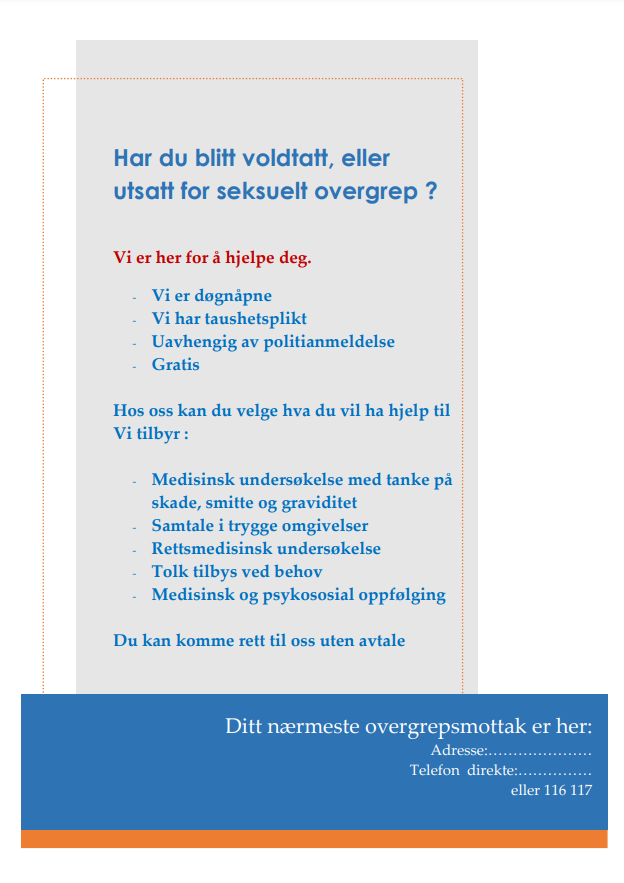 Har du blitt voldtatt, eller
utsatt for seksuelt overgrep ?
Vi er her for å hjelpe deg.
- Vi er døgnåpne
- Vi har taushetsplikt
- Uavhengig av politianmeldelse
- Gratis
Hos oss kan du velge hva du vil ha hjelp til
Vi tilbyr :
- Medisinsk undersøkelse med tanke på
skade, smitte og graviditet
- Samtale i trygge omgivelser
- Rettsmedisinsk undersøkelse
- Tolk tilbys ved behov
- Medisinsk og psykososial oppfølging
Du kan komme rett til oss uten avtale
Ditt nærmeste overgrepsmottak er her:
Adresse:.....................
Telefon direkte:...............
eller 116 117